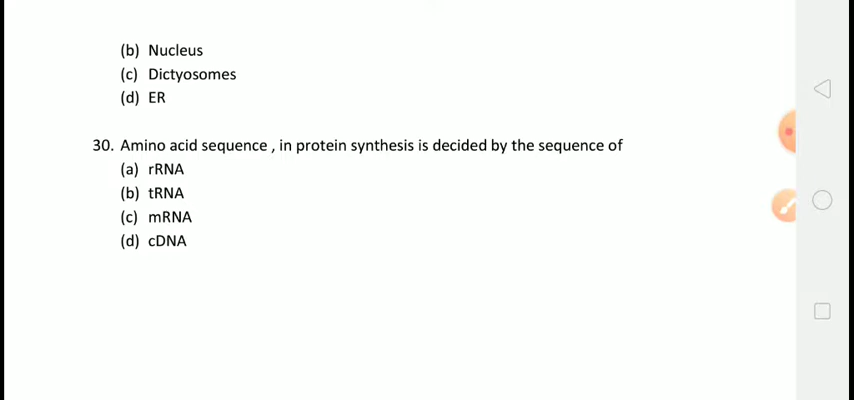 (b) Nucleus
(c) Dictyosomes
(d) ER
30. Amino acid sequence , in protein synthesis is decided by the sequence of
(a) rRNA
(b) tRNA
(c) mRNA
(d) cDNA